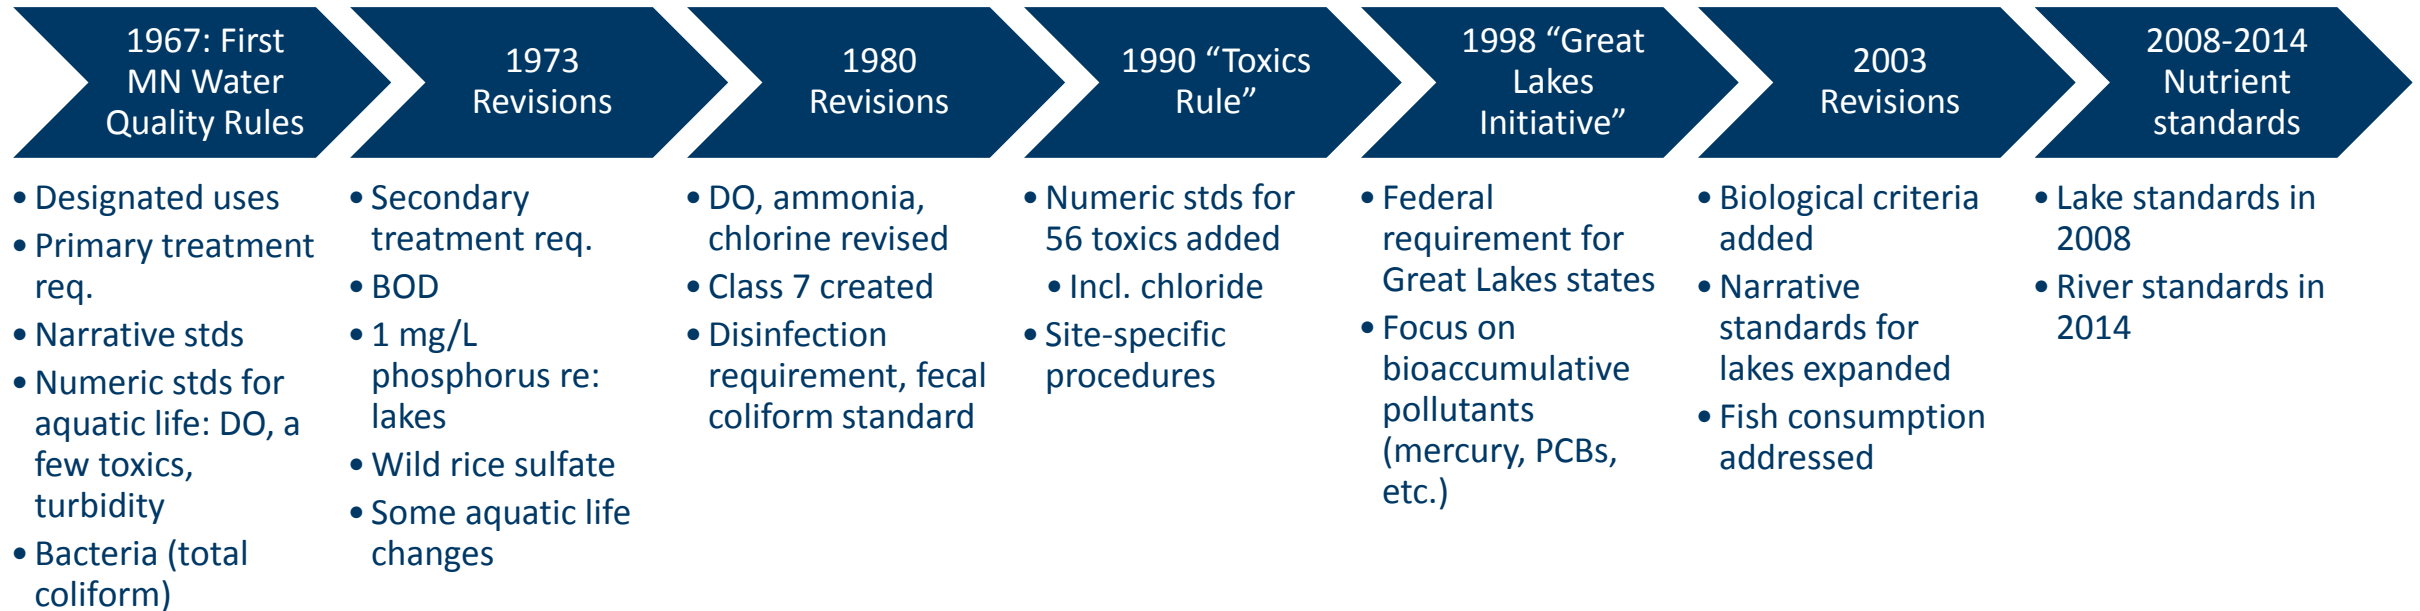 1967: First
MN Water
Quality Rules
• Designated uses
• Primary treatment
req.
• Narrative stds
• Numeric stds for
aquatic life: DO, a
few toxics,
turbidity
• Bacteria (total
coliform)
1973
Revisions
• Secondary
treatment req.
• BOD
• 1 mg/L
phosphorus re:
lakes
• Wild rice sulfate
• Some aquatic life
changes
1980
Revisions
• DO, ammonia,
chlorine revised
• Class 7 created
• Disinfection
requirement, fecal
coliform standard
1990 “Toxics
Rule”
• Numeric stds for
56 toxics added
• Incl. chloride
• Site-specific
procedures
1998 “Great
Lakes
Initiative”
• Federal
requirement for
Great Lakes states
• Focus on
bioaccumulative
pollutants
(mercury, PCBs,
etc.)
2003
Revisions
• Biological criteria
added
• Narrative
standards for
lakes expanded
• Fish consumption
addressed
2008-2014
Nutrient
standards
• Lake standards in
2008
• River standards in
2014